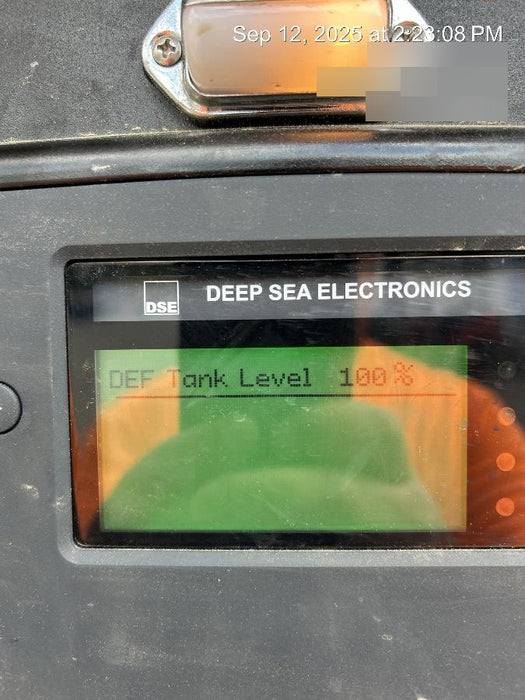 Sep 12, 2025 at 2:23:08 PM
DSE
DEEP SEA ELECTRONICS
DEF Tank Level 100%